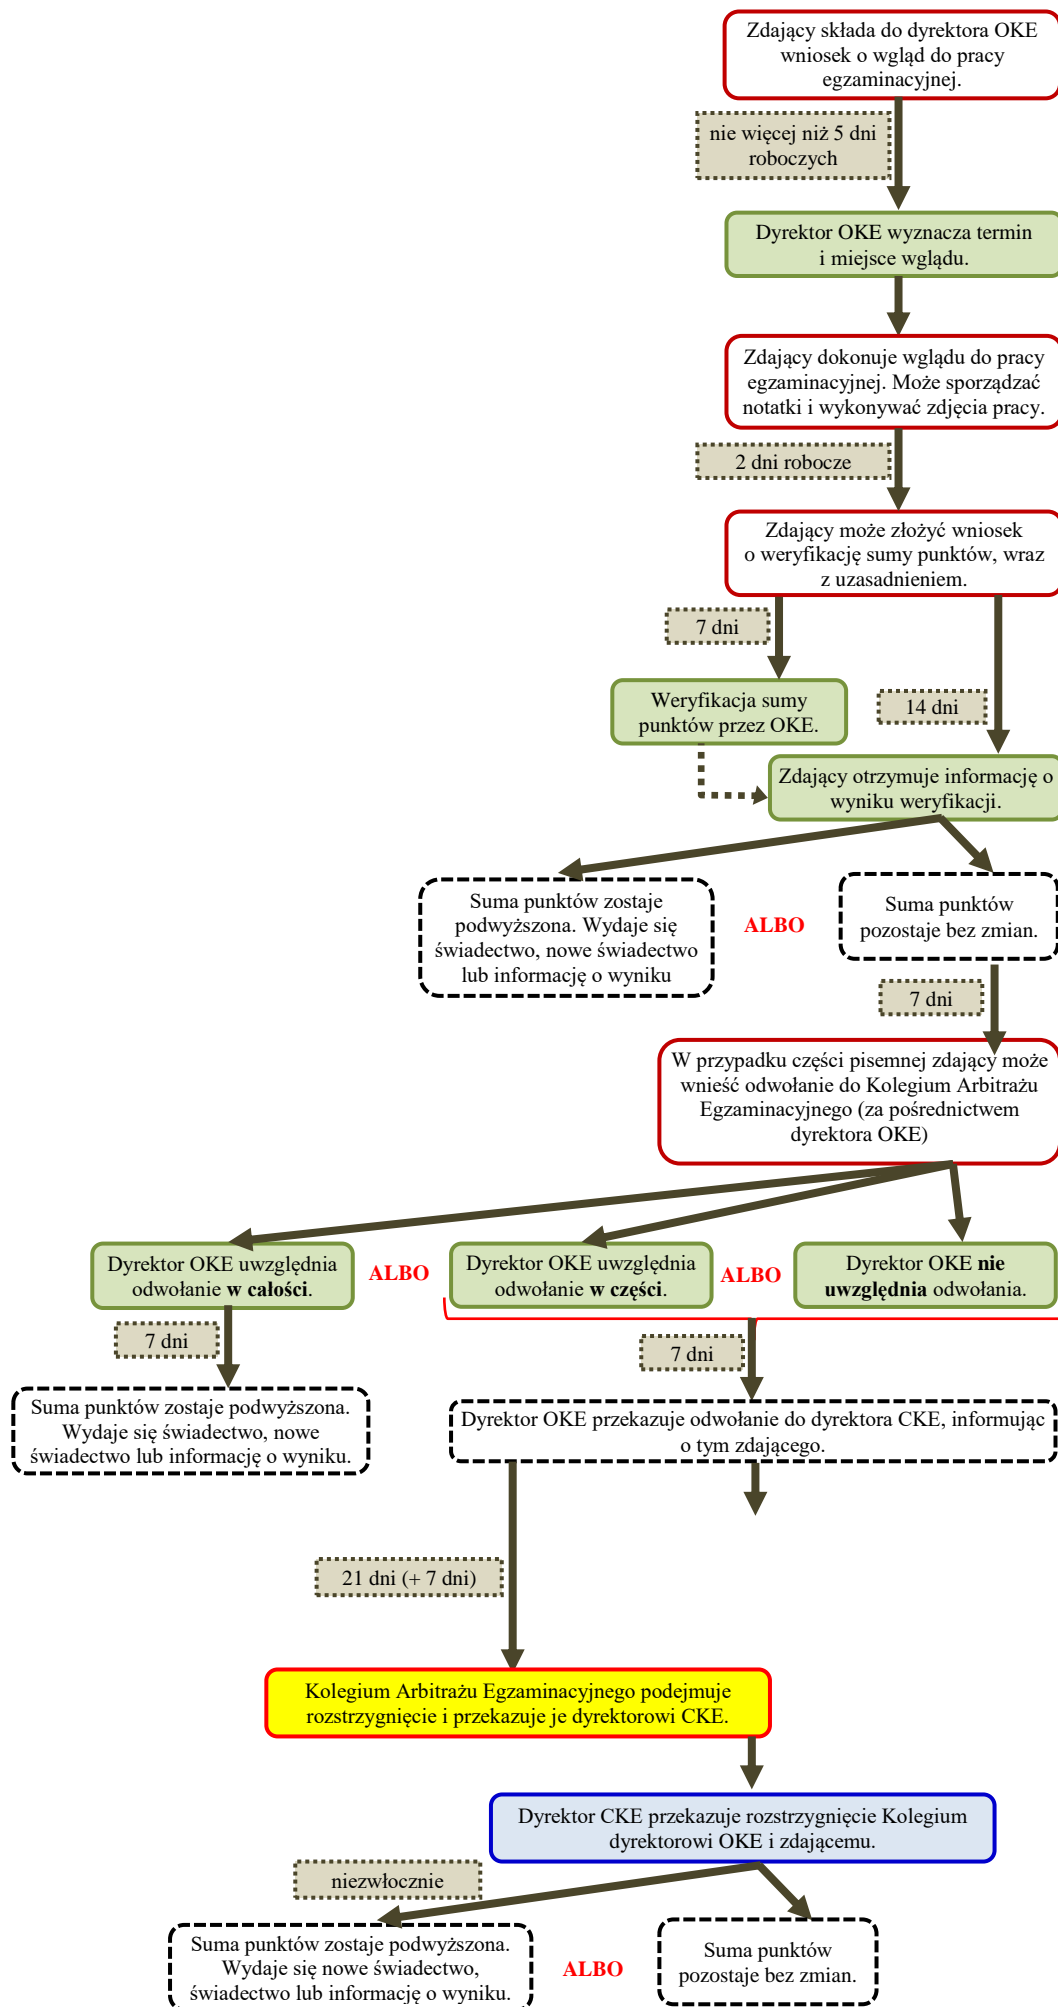 Zdający składa do dyrektora OKE
wniosek o wgląd do pracy
egzaminacyjnej.
nie więcej niż 5 dni
roboczych
Dyrektor OKE wyznacza termin
i miejsce wglądu.
Zdający dokonuje wglądu do pracy
egzaminacyjnej. Może sporządzać
notatki i wykonywać zdjęcia pracy.
2 dni robocze
Zdający może złożyć wniosek
o weryfikację sumy punktów, wraz
z uzasadnieniem.
7 dni
Weryfikacja sumy
punktów przez OKE.
14 dni
Zdający otrzymuje informację o
wyniku weryfikacji.
Suma punktów zostaje
podwyższona. Wydaje się
świadectwo, nowe świadectwo
lub informację o wyniku
ALBO
Suma punktów
pozostaje bez zmian.
7 dni
W przypadku części pisemnej zdający może
wnieść odwołanie do Kolegium Arbitrażu
Egzaminacyjnego (za pośrednictwem
dyrektora OKE)
Dyrektor OKE uwzględnia
odwołanie w całości.
ALBO
Dyrektor OKE uwzględnia
odwołanie w części.
ALBO
Dyrektor OKE nie
uwzględnia odwołania.
7 dni
7 dni
Suma punktów zostaje podwyższona.
Wydaje się świadectwo, nowe
świadectwo lub informację o wyniku.
Dyrektor OKE przekazuje odwołanie do dyrektora CKE, informując
o tym zdającego.
21 dni (+ 7 dni)
Kolegium Arbitrażu Egzaminacyjnego podejmuje
rozstrzygnięcie i przekazuje je dyrektorowi CKE.
Dyrektor CKE przekazuje rozstrzygnięcie Kolegium
dyrektorowi OKE i zdającemu.
niezwłocznie
Suma punktów zostaje podwyższona.
Wydaje się nowe świadectwo,
świadectwo lub informację o wyniku.
ALBO
Suma punktów
pozostaje bez zmian.